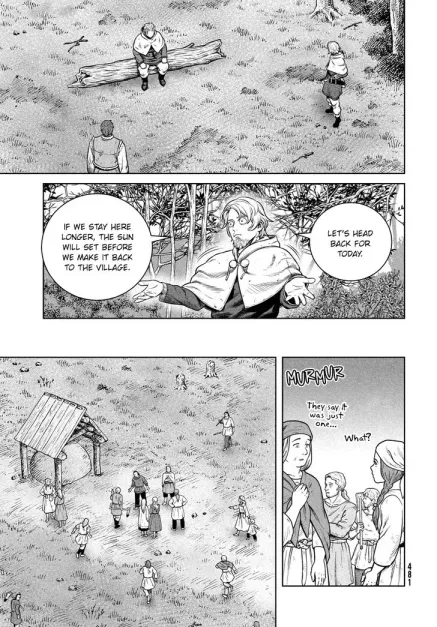 IF WE STAY HERE
LONGER, THE SUN
WILL SET BEFORE
WE MAKE IT BACK
TO THE VILLAGE.
LET'S HEAD
BACK FOR
TODAY.
MURMUR
They say it
was just
one...
What?
481